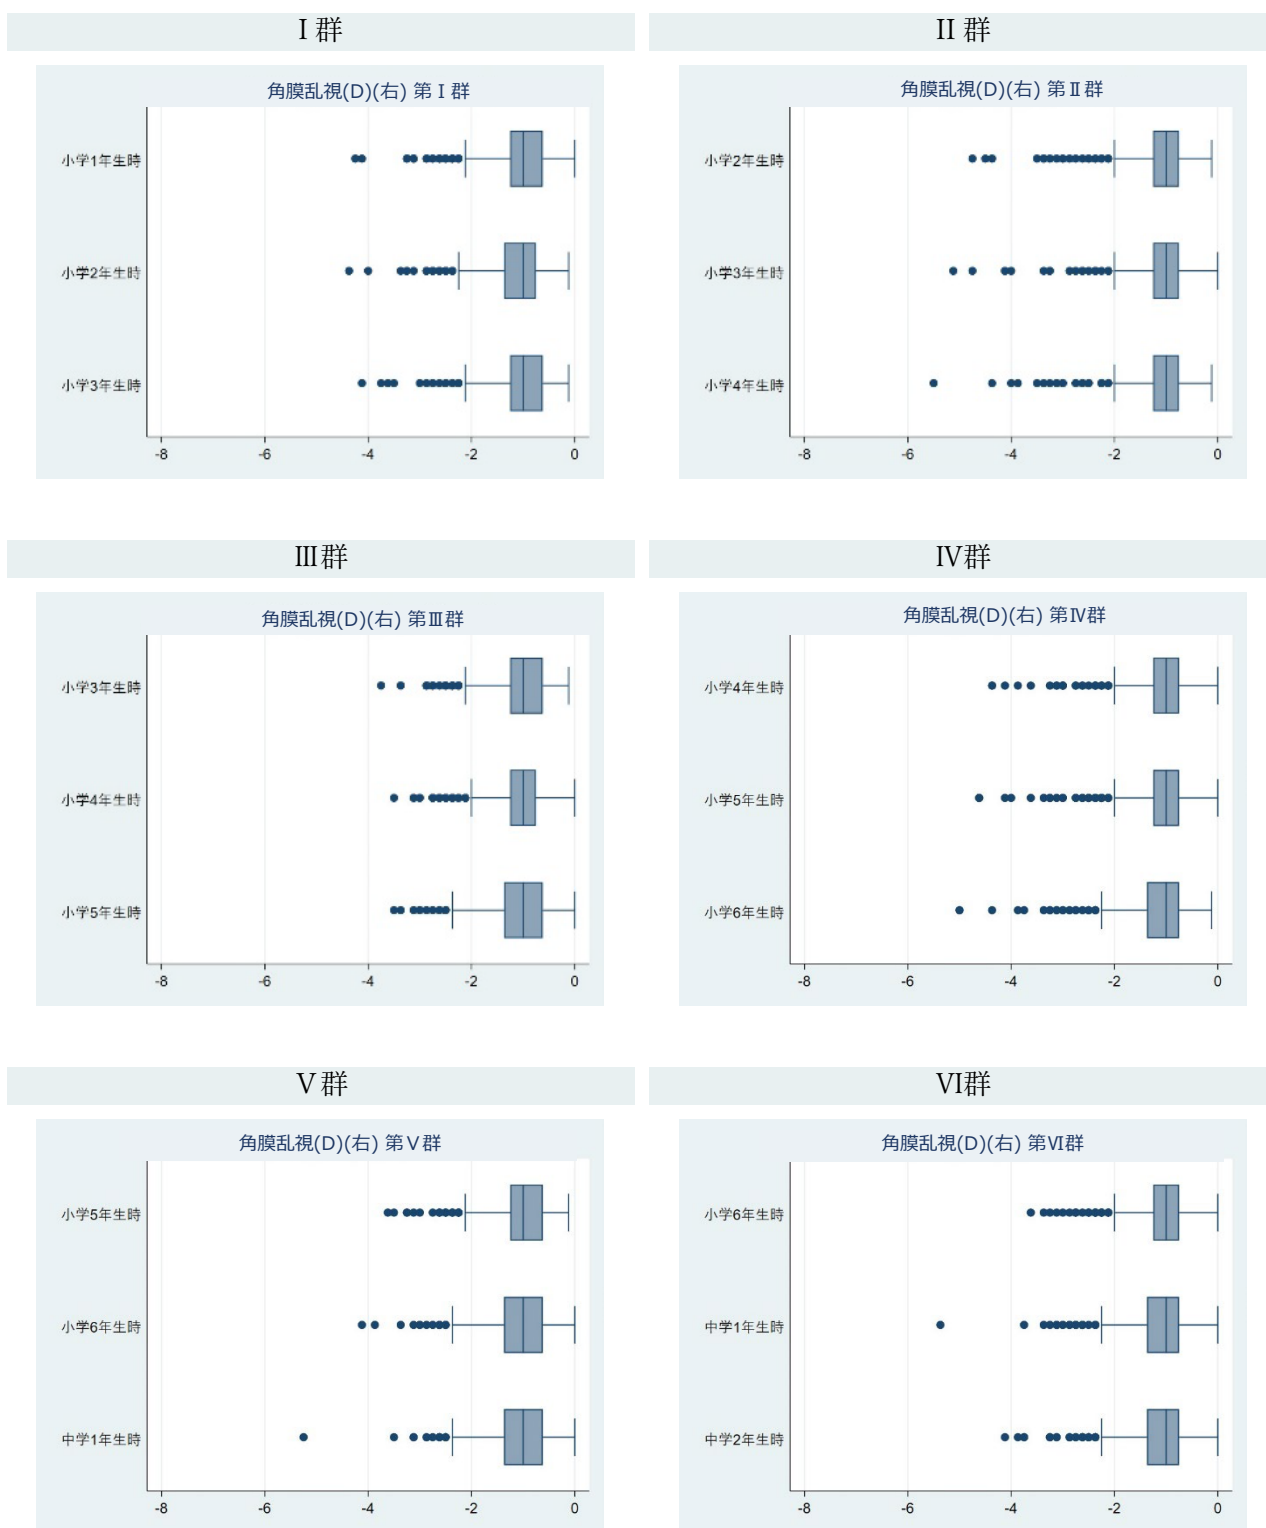 I 群
II 群
角膜乱視(D)(右) 第Ⅰ群
小学1年生時
小学2年生時
小学3年生時
-8 -6 -4 -2 0
角膜乱視(D)(右) 第Ⅱ群
小学2年生時
小学3年生時
小学4年生時
-8 -6 -4 -2 0
Ⅲ群
Ⅳ群
角膜乱視(D)(右) 第Ⅲ群
小学3年生時
小学4年生時
小学5年生時
-8 -6 -4 -2 0
角膜乱視(D)(右) 第Ⅳ群
小学4年生時
小学5年生時
小学6年生時
-8 -6 -4 -2 0
Ⅴ群
Ⅵ群
角膜乱視(D)(右) 第Ⅴ群
小学5年生時
小学6年生時
中学1年生時
-8 -6 -4 -2 0
角膜乱視(D)(右) 第Ⅵ群
小学6年生時
中学1年生時
中学2年生時
-8 -6 -4 -2 0